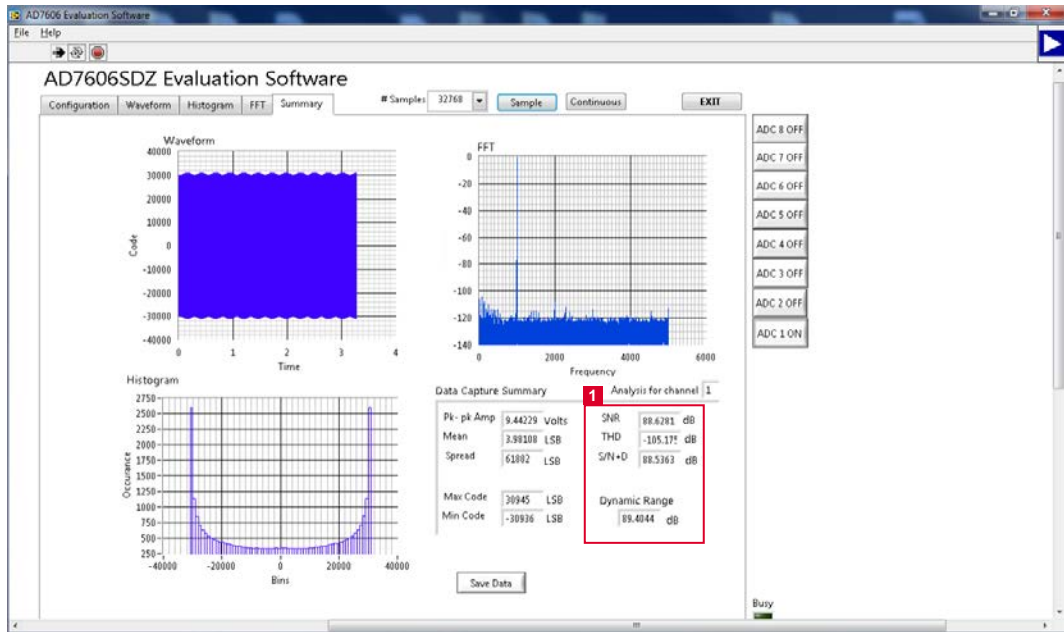 AD7606 Evaluation Software
File Help
AD7606SDZ Evaluation Software
Configuration Waveform Histogram FFT Summary
# Samples 32768 Sample Continuous EXIT
Waveform
40000
30000
20000
10000
0
-10000
-20000
-30000
-40000
Code
0 1 2 3 4
Time
FFT
0
-20
-40
-60
-80
-100
-120
-140
0 2000 4000 6000
Frequency
ADC 8 OFF
ADC 7 OFF
ADC 6 OFF
ADC 5 OFF
ADC 4 OFF
ADC 3 OFF
ADC 2 OFF
ADC 1 ON
Histogram
2750
2500
2250
2000
1750
1500
1250
1000
750
500
250
Occurance
-40000 -20000 0 20000 40000
Bins
Data Capture Summary
Pk-pk Amp 9.44229 Volts
Mean 3.98108 LSB
Spread 61882 LSB
Max Code 30945 LSB
Min Code -30936 LSB
1 Analysis for channel 1
SNR 88.6281 dB
THD -105.175 dB
S/N+D 88.5363 dB
Dynamic Range
89.4044 dB
Save Data
Busy